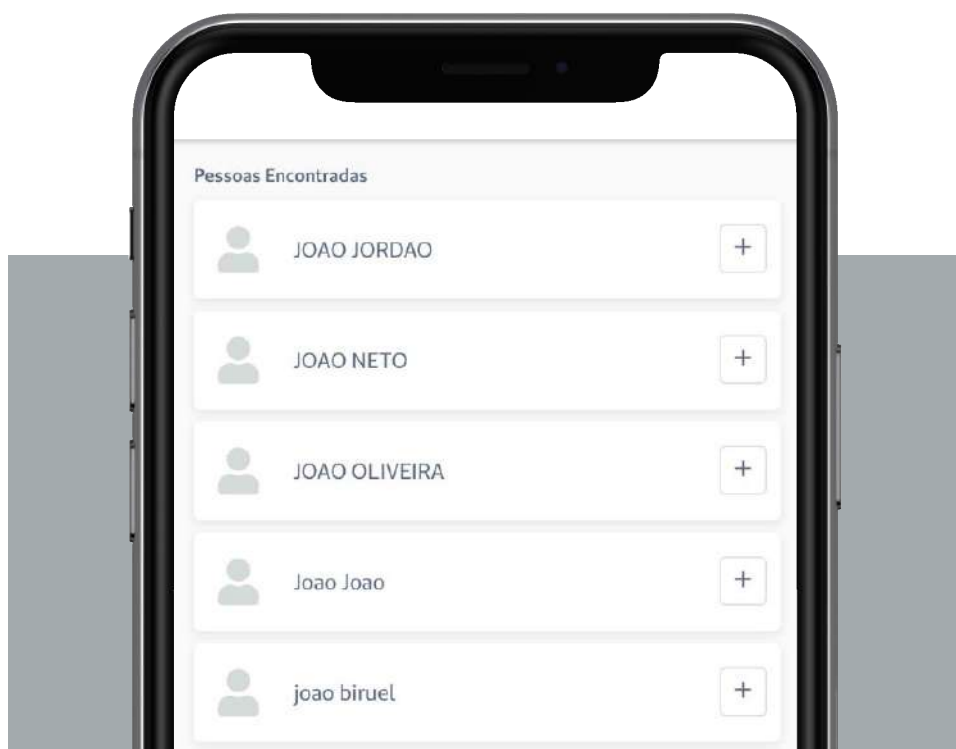 Pessoas Encontradas
JOAO JORDAO
+
JOAO NETO
+
JOAO OLIVEIRA
+
Joao Joao
+
joao biruel
+